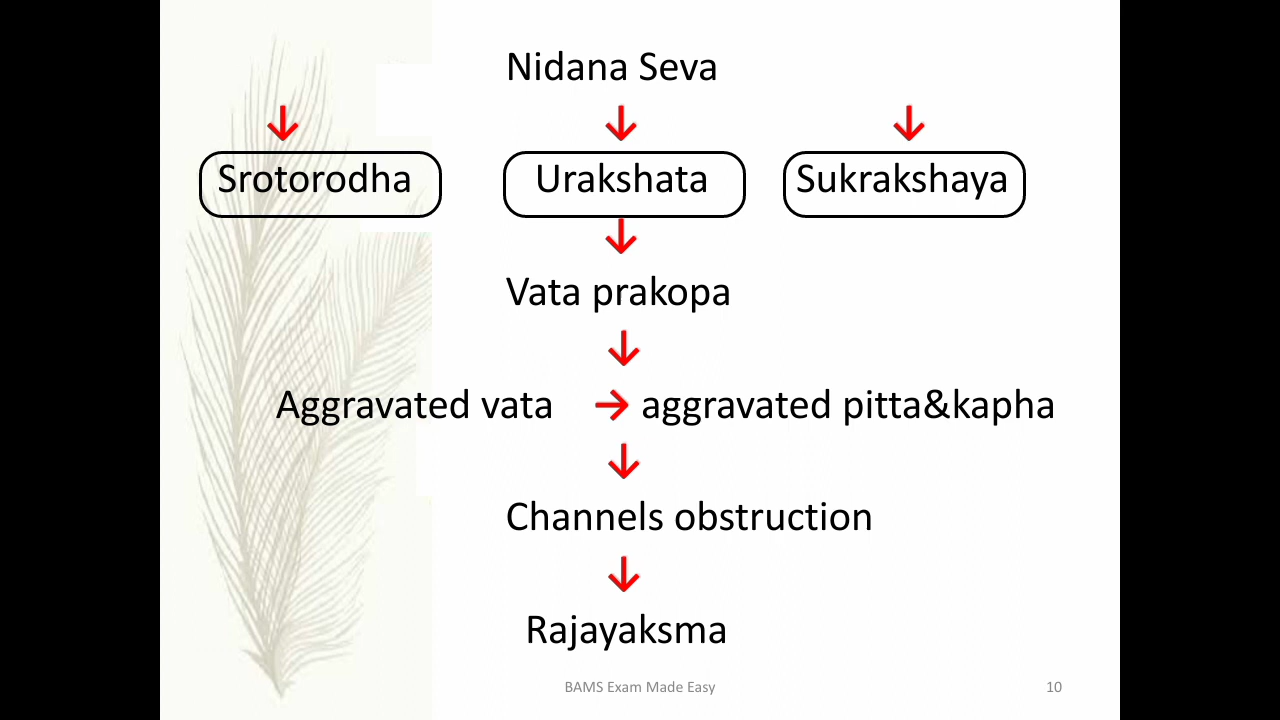 Nidana Seva
↓ ↓ ↓
Srotorodha Urakshata Sukrakshaya
↓
Vata prakopa
↓
Aggravated vata → aggravated pitta&kapha
↓
Channels obstruction
↓
Rajayaksma
BAMS Exam Made Easy 10